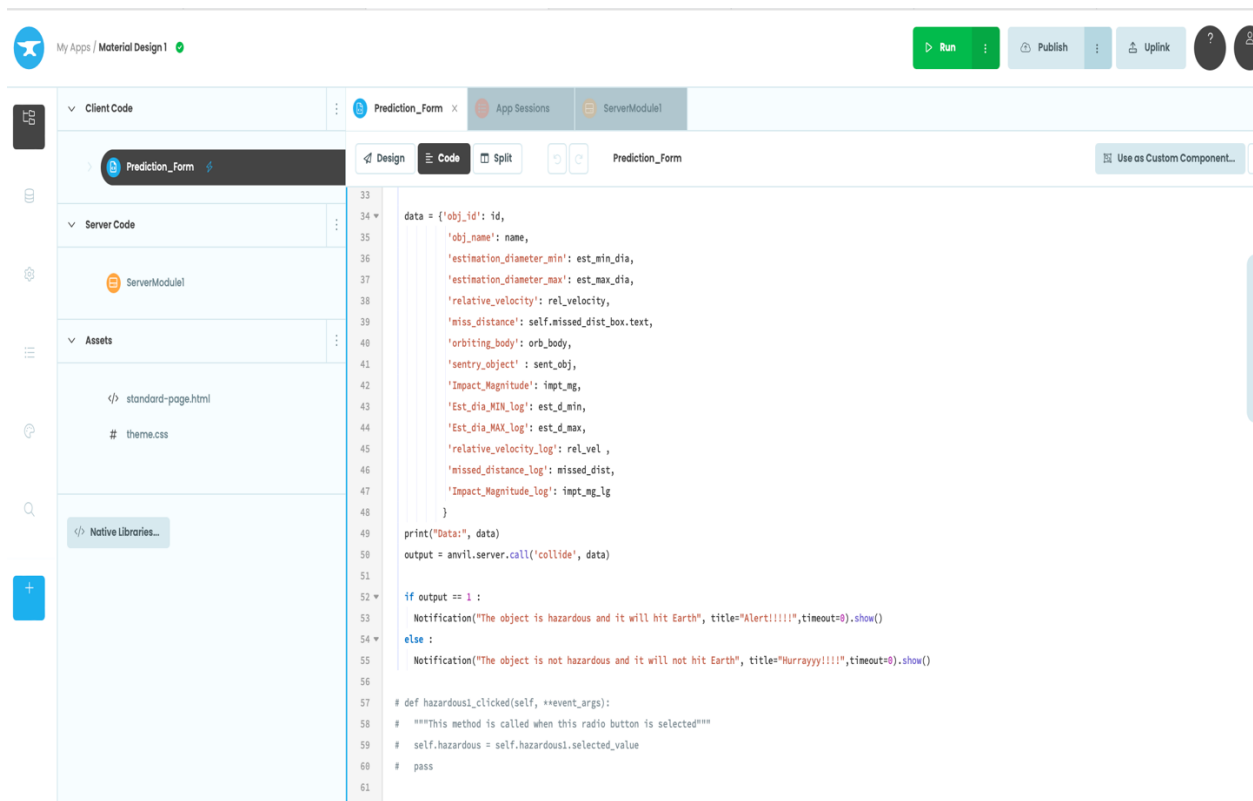 My Apps / Material Design 1
Run
Publish
Uplink
?
Client Code
Prediction_Form
Server Code
ServerModule1
Assets
</> standard-page.html
# theme.css
</> Native Libraries...
+
Prediction_Form ×
App Sessions
ServerModule1
Design
Code
Split
Prediction_Form
Use as Custom Component...
33
34 data = {'obj_id': id,
35 'obj_name': name,
36 'estimation_diameter_min': est_min_dia,
37 'estimation_diameter_max': est_max_dia,
38 'relative_velocity': rel_velocity,
39 'miss_distance': self.missed_dist_box.text,
40 'orbiting_body': orb_body,
41 'sentry_object' : sent_obj,
42 'Impact_Magnitude': impt_mg,
43 'Est_dia_MIN_log': est_d_min,
44 'Est_dia_MAX_log': est_d_max,
45 'relative_velocity_log': rel_vel ,
46 'missed_distance_log': missed_dist,
47 'Impact_Magnitude_log': impt_mg_lg
48 }
49 print("Data:", data)
50 output = anvil.server.call('collide', data)
51
52 if output == 1 :
53 Notification("The object is hazardous and it will hit Earth", title="Alert!!!!!",timeout=0).show()
54 else :
55 Notification("The object is not hazardous and it will not hit Earth", title="Hurrayyy!!!!",timeout=0).show()
56
57 # def hazardous1_clicked(self, **event_args):
58 # """This method is called when this radio button is selected"""
59 # self.hazardous = self.hazardous1.selected_value
60 # pass
61